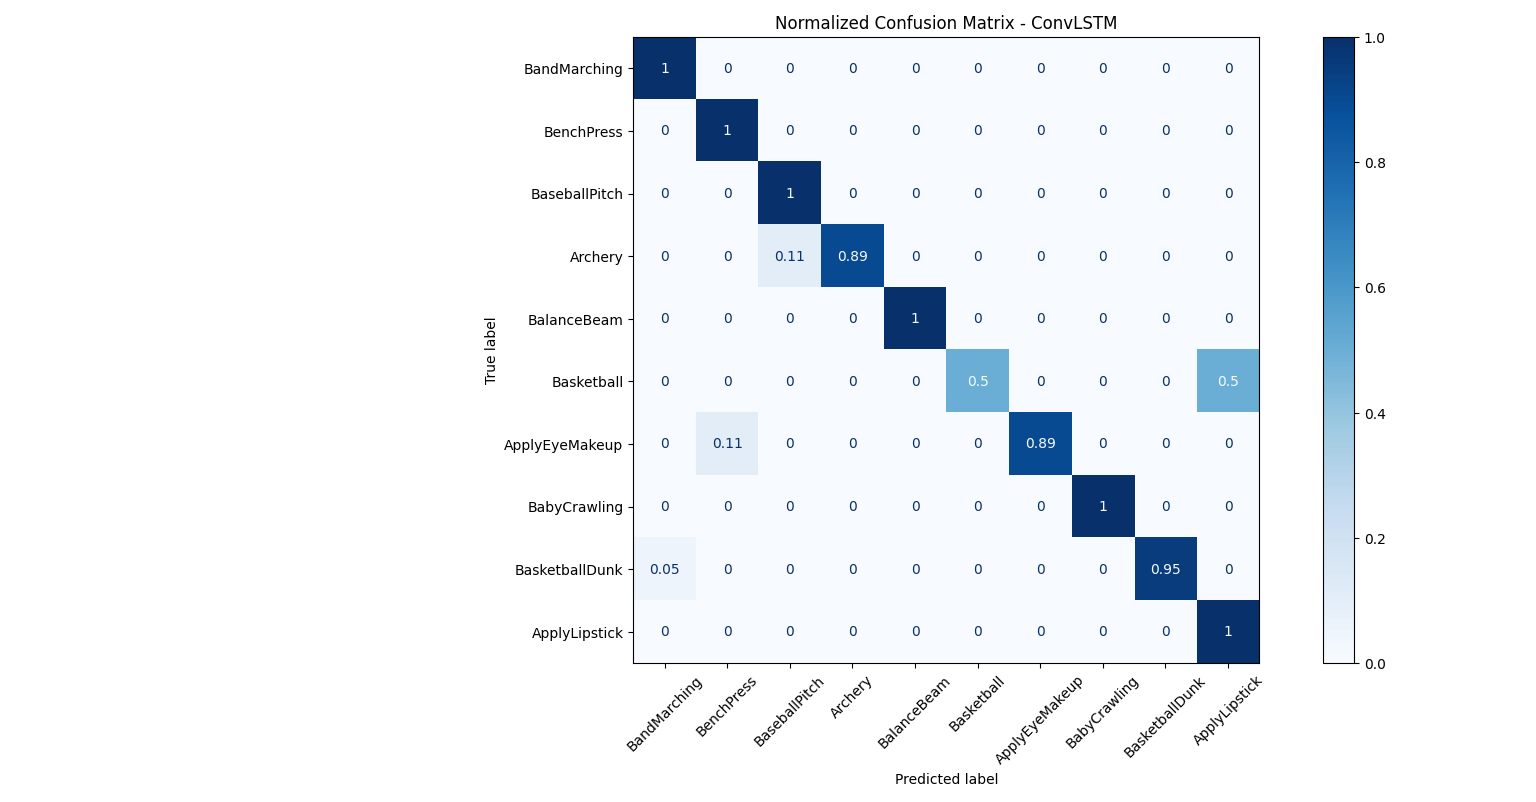 Normalized Confusion Matrix - ConvLSTM
BandMarching 1 0 0 0 0 0 0 0 0 0
BenchPress 0 1 0 0 0 0 0 0 0 0
BaseballPitch 0 0 1 0 0 0 0 0 0 0
Archery 0 0 0.11 0.89 0 0 0 0 0 0
BalanceBeam 0 0 0 0 1 0 0 0 0 0
Basketball 0 0 0 0 0 0.5 0 0 0 0.5
ApplyEyeMakeup 0 0.11 0 0 0 0 0.89 0 0 0
BabyCrawling 0 0 0 0 0 0 0 1 0 0
BasketballDunk 0.05 0 0 0 0 0 0 0 0.95 0
ApplyLipstick 0 0 0 0 0 0 0 0 0 1
True label
BandMarching
BenchPress
BaseballPitch
Archery
BalanceBeam
Basketball
ApplyEyeMakeup
BabyCrawling
BasketballDunk
ApplyLipstick
Predicted label
1.0
0.8
0.6
0.4
0.2
0.0